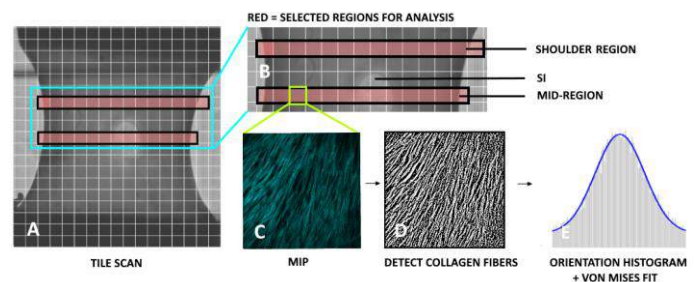 RED = SELECTED REGIONS FOR ANALYSIS
B
SHOULDER REGION
SI
MID-REGION
A
C
D
E
TILE SCAN
MIP
DETECT COLLAGEN FIBERS
ORIENTATION HISTOGRAM
+ VON MISES FIT